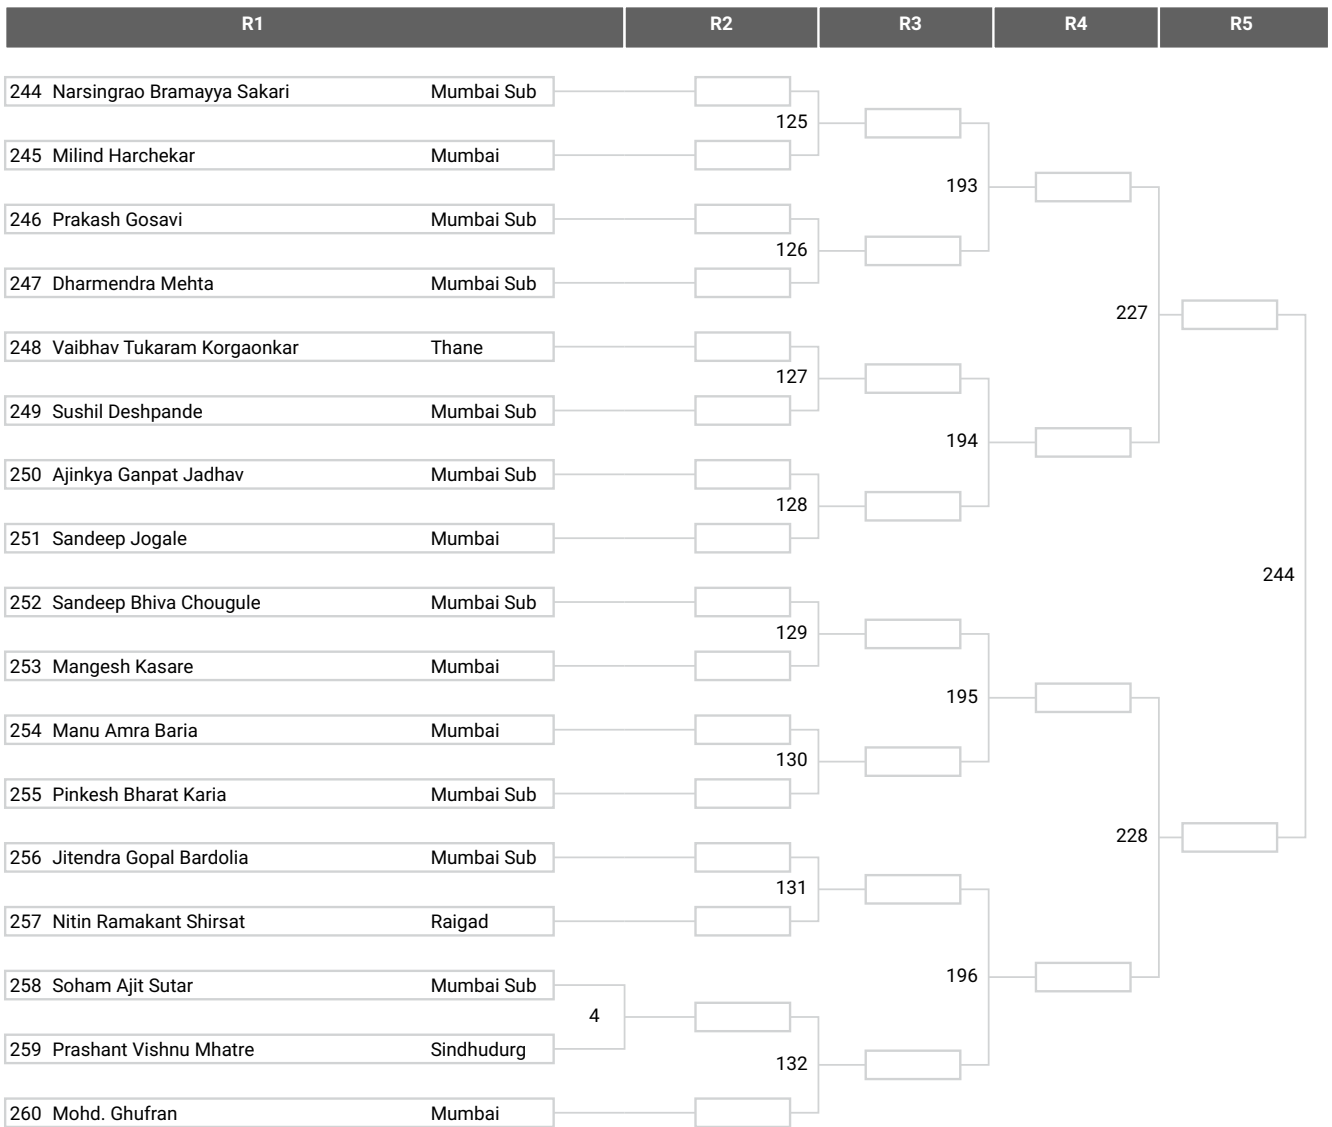 R1 R2 R3 R4 R5
244 Narsingrao Bramayya Sakari Mumbai Sub
125
245 Milind Harchekar Mumbai
193
246 Prakash Gosavi Mumbai Sub
126
247 Dharmendra Mehta Mumbai Sub
227
248 Vaibhav Tukaram Korgaonkar Thane
127
249 Sushil Deshpande Mumbai Sub
194
250 Ajinkya Ganpat Jadhav Mumbai Sub
128
251 Sandeep Jogale Mumbai
244
252 Sandeep Bhiva Chougule Mumbai Sub
129
253 Mangesh Kasare Mumbai
195
254 Manu Amra Baria Mumbai
130
255 Pinkesh Bharat Karia Mumbai Sub
228
256 Jitendra Gopal Bardolia Mumbai Sub
131
257 Nitin Ramakant Shirsat Raigad
196
258 Soham Ajit Sutar Mumbai Sub
4
259 Prashant Vishnu Mhatre Sindhudurg
132
260 Mohd. Ghufran Mumbai